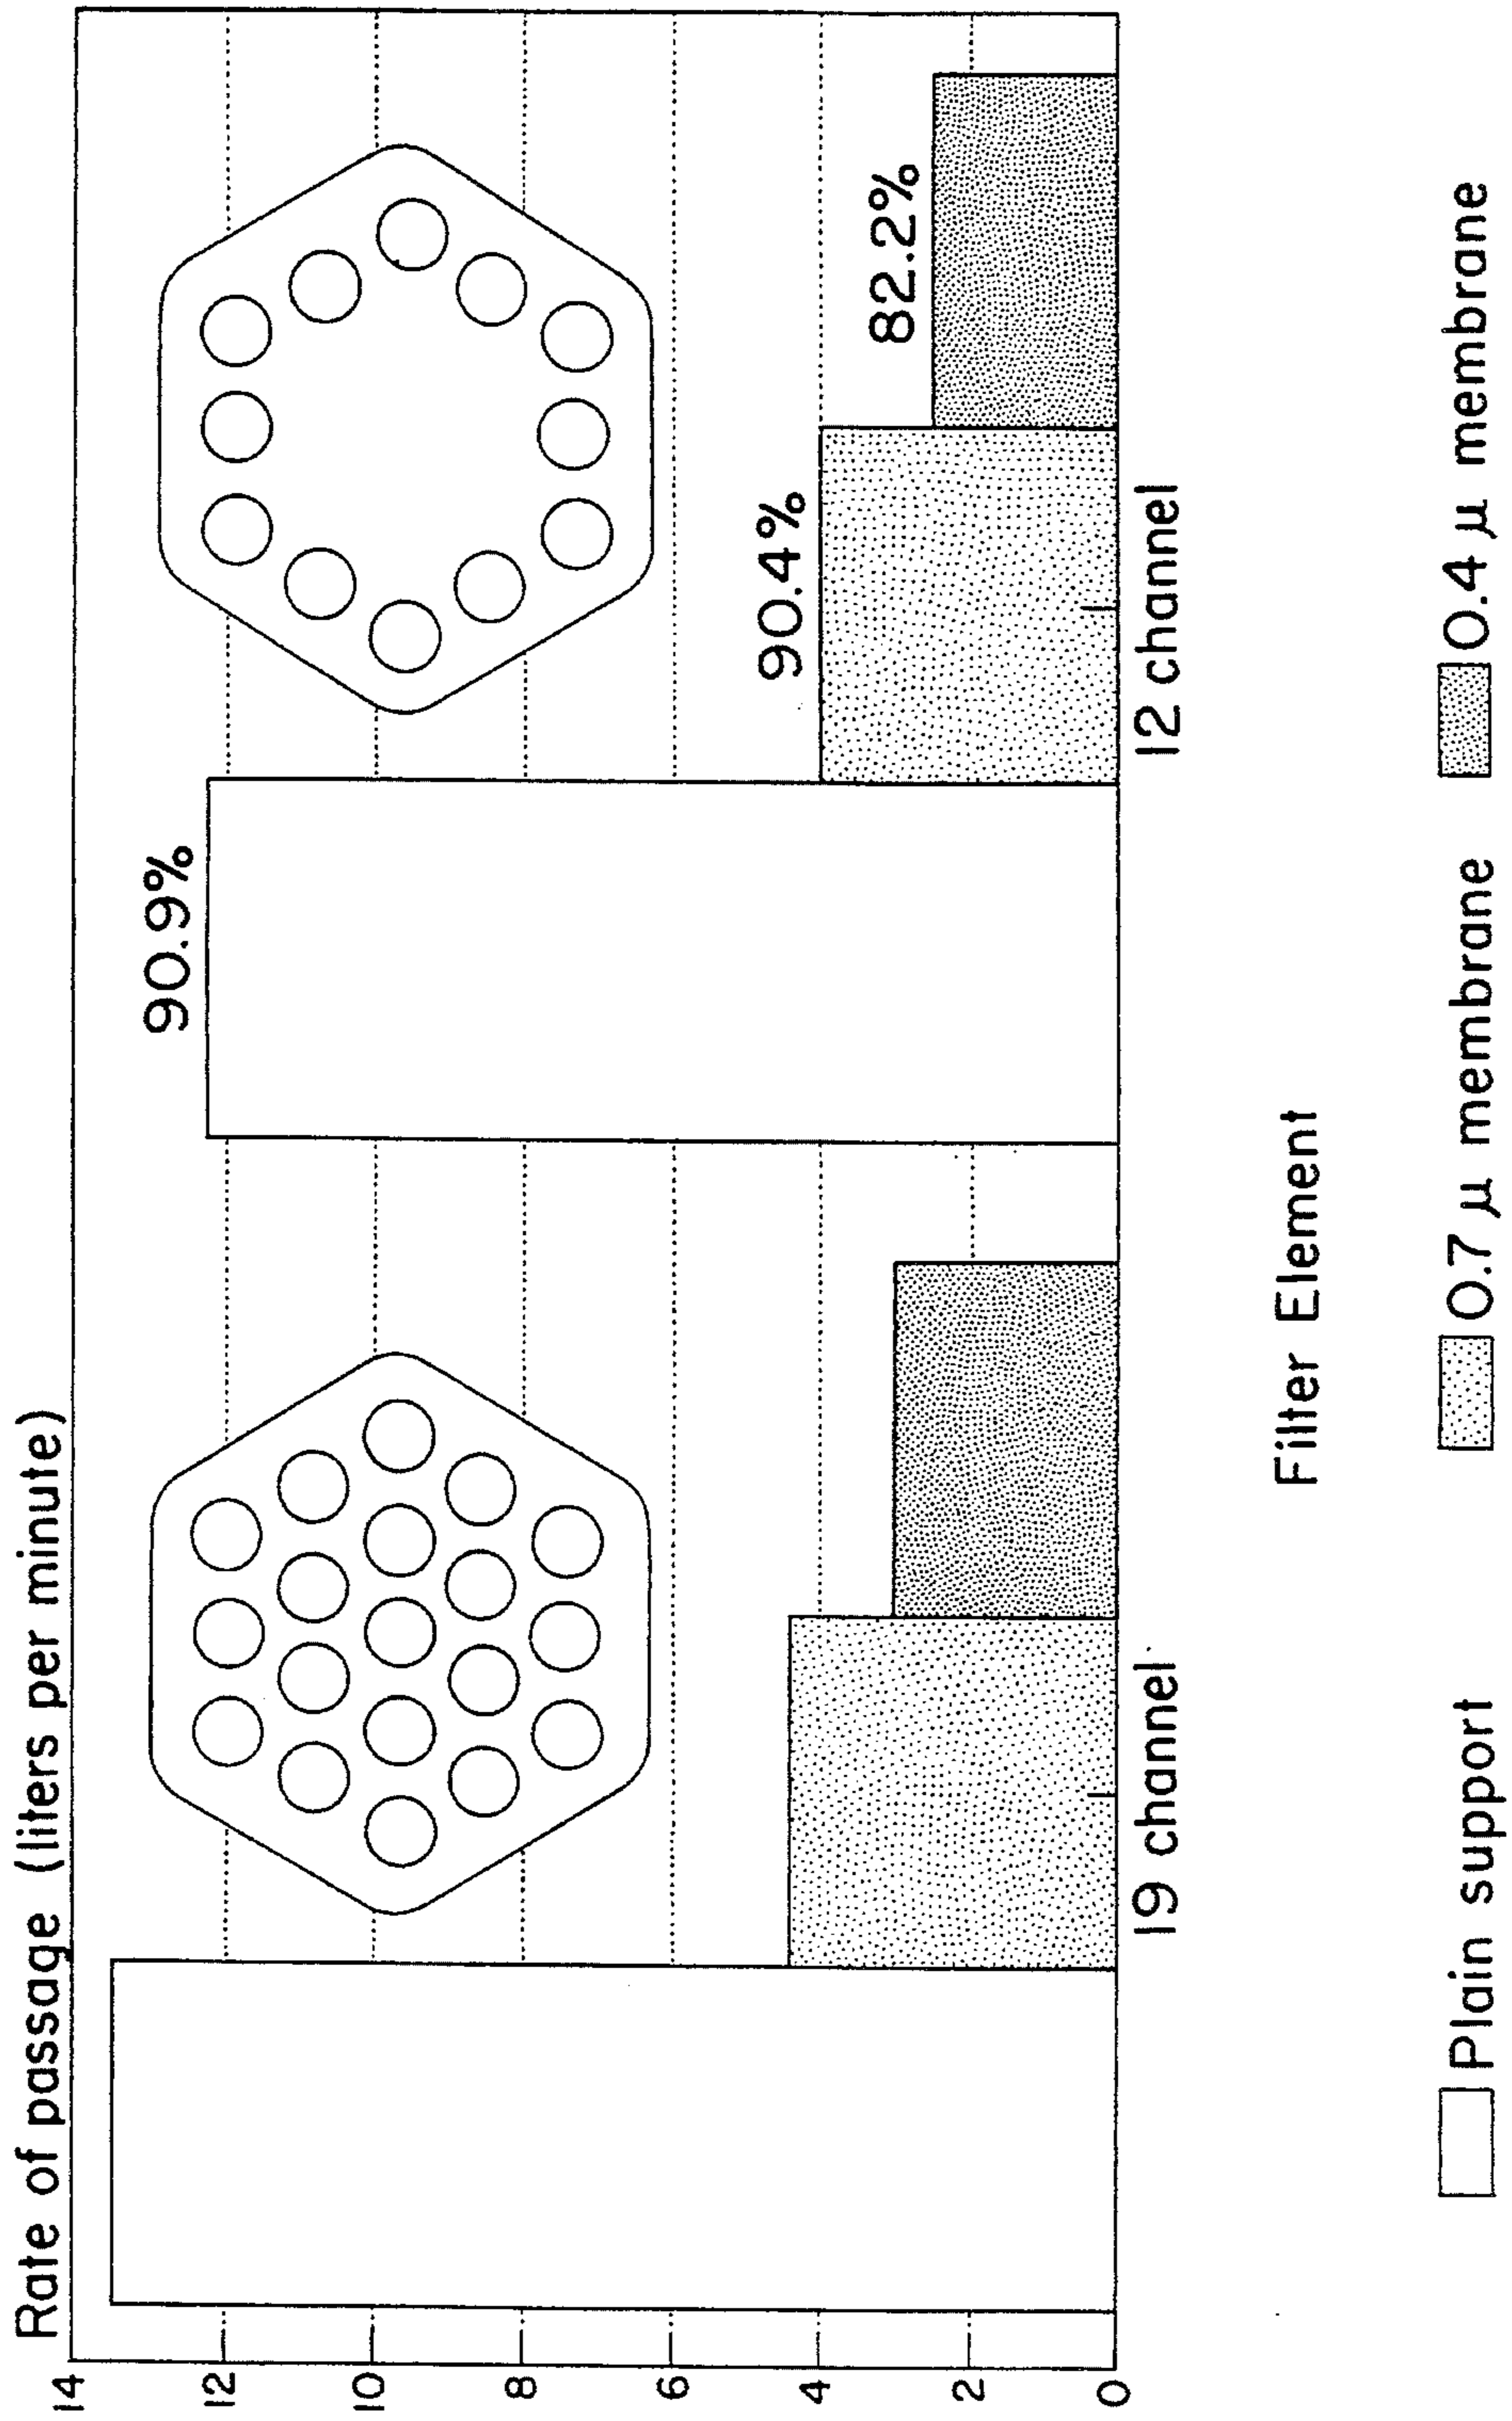 Rate of passage (liters per minute)
14
12
10
8
6
4
2
0
90.9%
90.4%
82.2%
19 channel
12 channel
Filter Element
Plain support
0.7 μ membrane
0.4 μ membrane